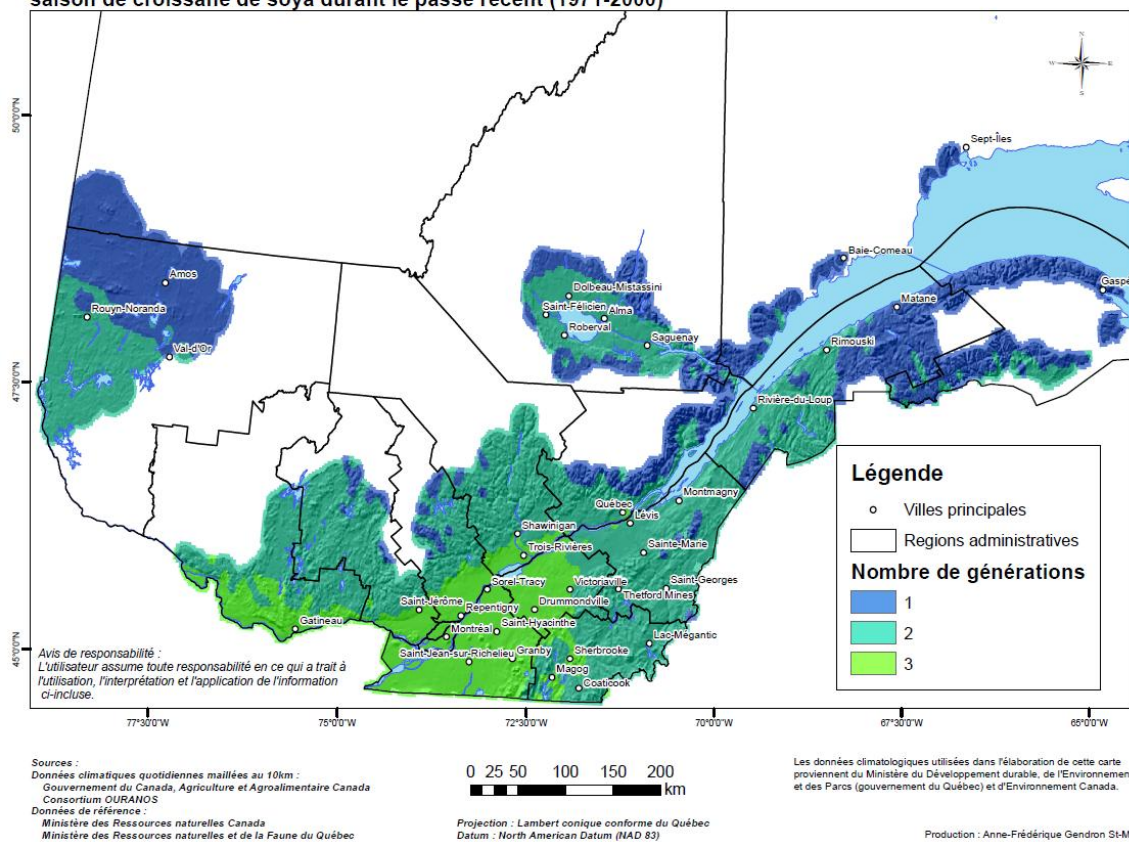 saison de croissane de soya durant le passé récent (1971-2000)
N
W E
S
50°0'0"N
47°30'0"N
45°0'0"N
Sept-Îles
Baie-Comeau
Gaspé
Matane
Rimouski
Rivière-du-Loup
Amos
Rouyn-Noranda
Val-d'Or
Dolbeau-Mistassini
Saint-Félicien
Alma
Roberval
Saguenay
Montmagny
Québec
Lévis
Shawinigan
Trois-Rivières
Sainte-Marie
Sorel-Tracy
Victoriaville
Saint-Georges
Thetford Mines
Saint-Jérôme
Repentigny
Drummondville
Gatineau
Montréal
Saint-Hyacinthe
Lac-Mégantic
Saint-Jean-sur-Richelieu
Granby
Sherbrooke
Magog
Coaticook
Légende
Villes principales
Regions administratives
Nombre de générations
1
2
3
Avis de responsabilité :
L'utilisateur assume toute responsabilité en ce qui a trait à
l'utilisation, l'interprétation et l'application de l'information
ci-incluse.
77°30'0"W
75°0'0"W
72°30'0"W
70°0'0"W
67°30'0"W
65°0'0"W
Sources :
Données climatiques quotidiennes maillées au 10km :
Gouvernement du Canada, Agriculture et Agroalimentaire Canada
Consortium OURANOS
Données de référence :
Ministère des Ressources naturelles Canada
Ministère des Ressources naturelles et de la Faune du Québec
0 25 50 100 150 200
km
Projection : Lambert conique conforme du Québec
Datum : North American Datum (NAD 83)
Les données climatologiques utilisées dans l'élaboration de cette carte
proviennent du Ministère du Développement durable, de l'Environnemen
et des Parcs (gouvernement du Québec) et d'Environnement Canada.
Production : Anne-Frédérique Gendron St-M